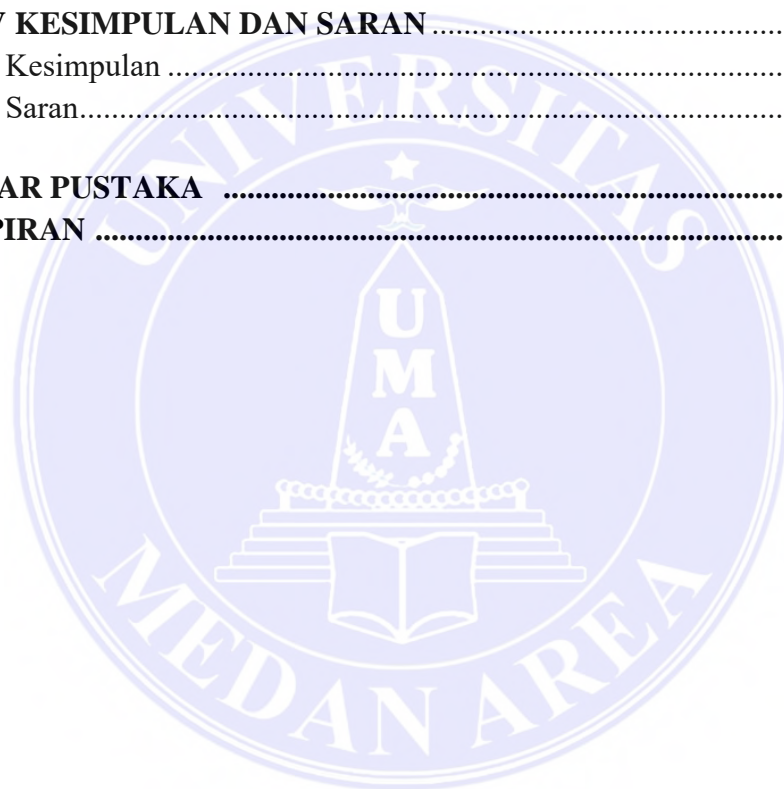 V KESIMPULAN DAN SARAN ............................................
Kesimpulan ............................................................................
Saran.......................................................................................
AR PUSTAKA ......................................................................
PIRAN ......................................................................................
UNIVERSITAS
U
M
A
MEDAN AREA